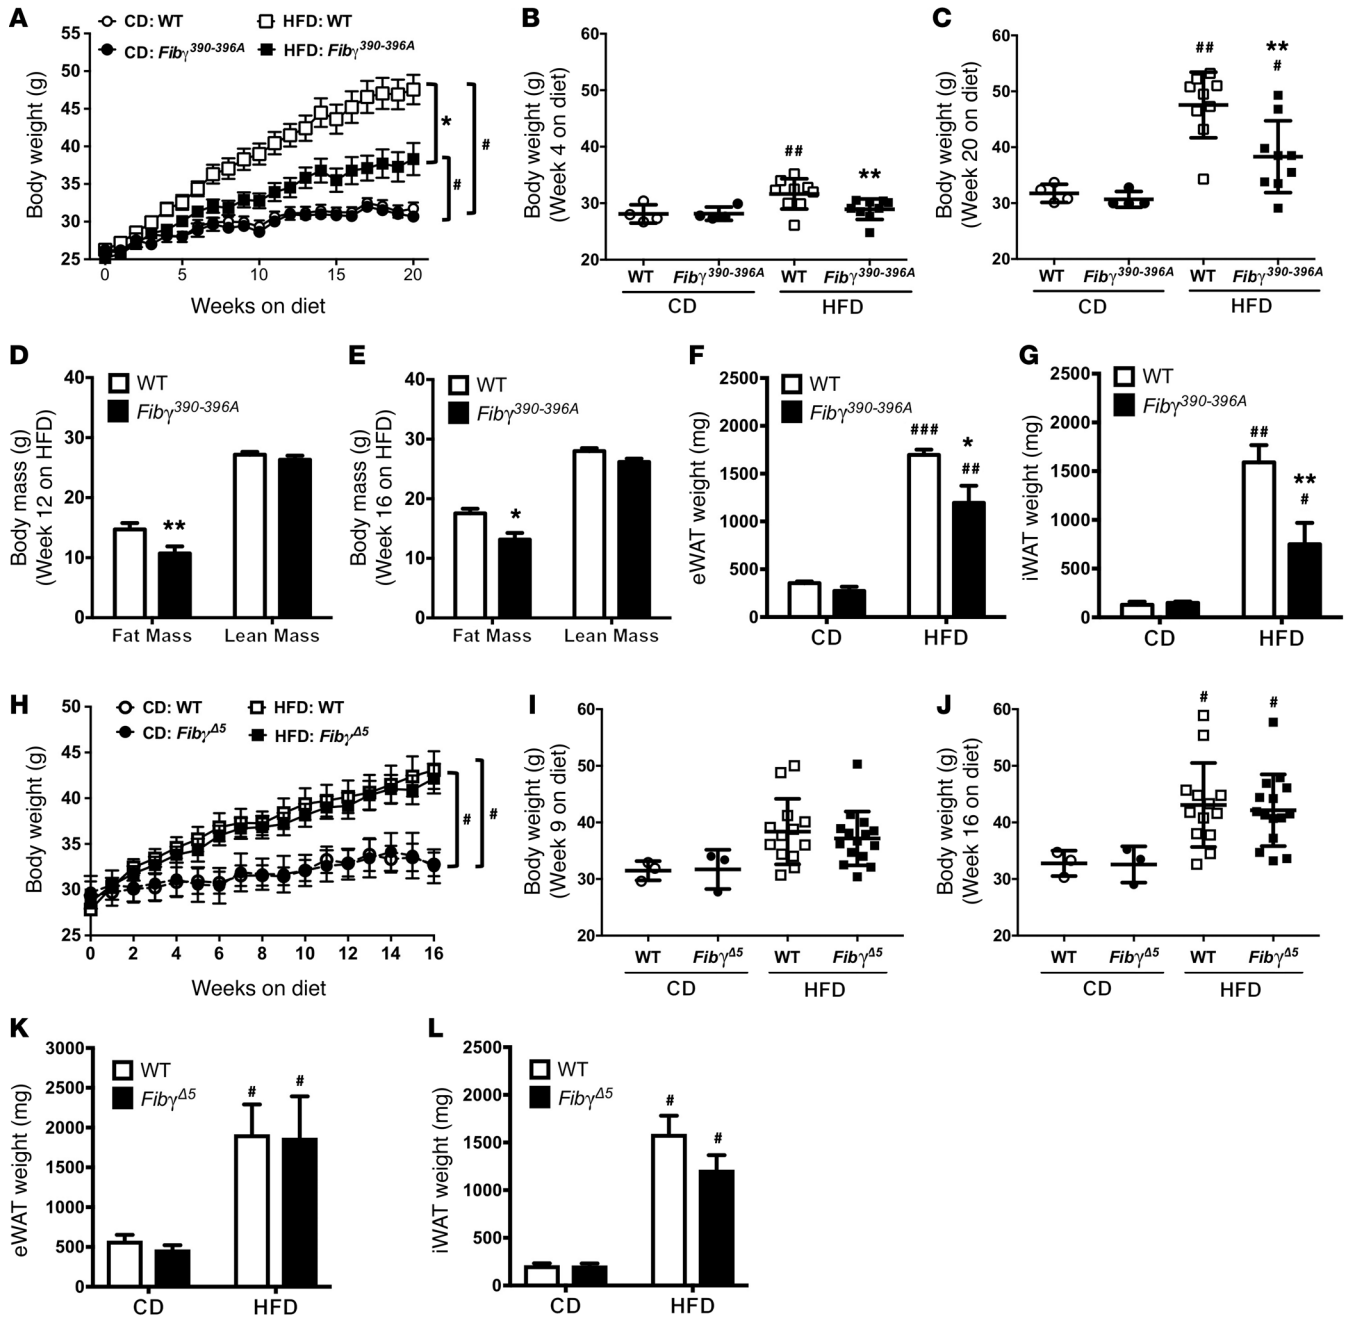 A
CD: WT
HFD: WT
CD: Fibγ390-396A
HFD: Fibγ390-396A
Body weight (g)
55
50
45
40
35
30
25
0 5 10 15 20
Weeks on diet
*
#
#
B
Body weight (g)
(Week 4 on diet)
60
50
40
30
20
##
**
WT Fibγ390-396A WT Fibγ390-396A
CD HFD
C
Body weight (g)
(Week 20 on diet)
60
50
40
30
20
##
**
#
WT Fibγ390-396A WT Fibγ390-396A
CD HFD
D
Body mass (g)
(Week 12 on HFD)
40
30
20
10
0
WT
Fibγ390-396A
**
Fat Mass Lean Mass
E
Body mass (g)
(Week 16 on HFD)
40
30
20
10
0
WT
Fibγ390-396A
*
Fat Mass Lean Mass
F
eWAT weight (mg)
2500
2000
1500
1000
500
0
WT
Fibγ390-396A
###
*
##
CD HFD
G
iWAT weight (mg)
2500
2000
1500
1000
500
0
WT
Fibγ390-396A
##
**
#
CD HFD
H
CD: WT
HFD: WT
CD: FibγΔ5
HFD: FibγΔ5
Body weight (g)
50
45
40
35
30
25
0 2 4 6 8 10 12 14 16
Weeks on diet
#
#
I
Body weight (g)
(Week 9 on diet)
60
50
40
30
20
WT FibγΔ5 WT FibγΔ5
CD HFD
J
Body weight (g)
(Week 16 on diet)
60
50
40
30
20
#
#
WT FibγΔ5 WT FibγΔ5
CD HFD
K
eWAT weight (mg)
3000
2500
2000
1500
1000
500
0
WT
FibγΔ5
#
#
CD HFD
L
iWAT weight (mg)
2500
2000
1500
1000
500
0
WT
FibγΔ5
#
#
CD HFD